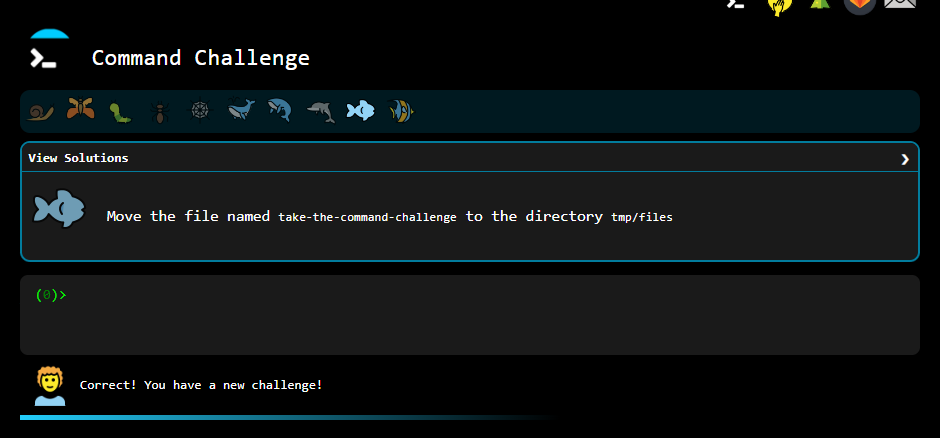 Command Challenge
View Solutions
Move the file named take-the-command-challenge to the directory tmp/files
(0)>
Correct! You have a new challenge!